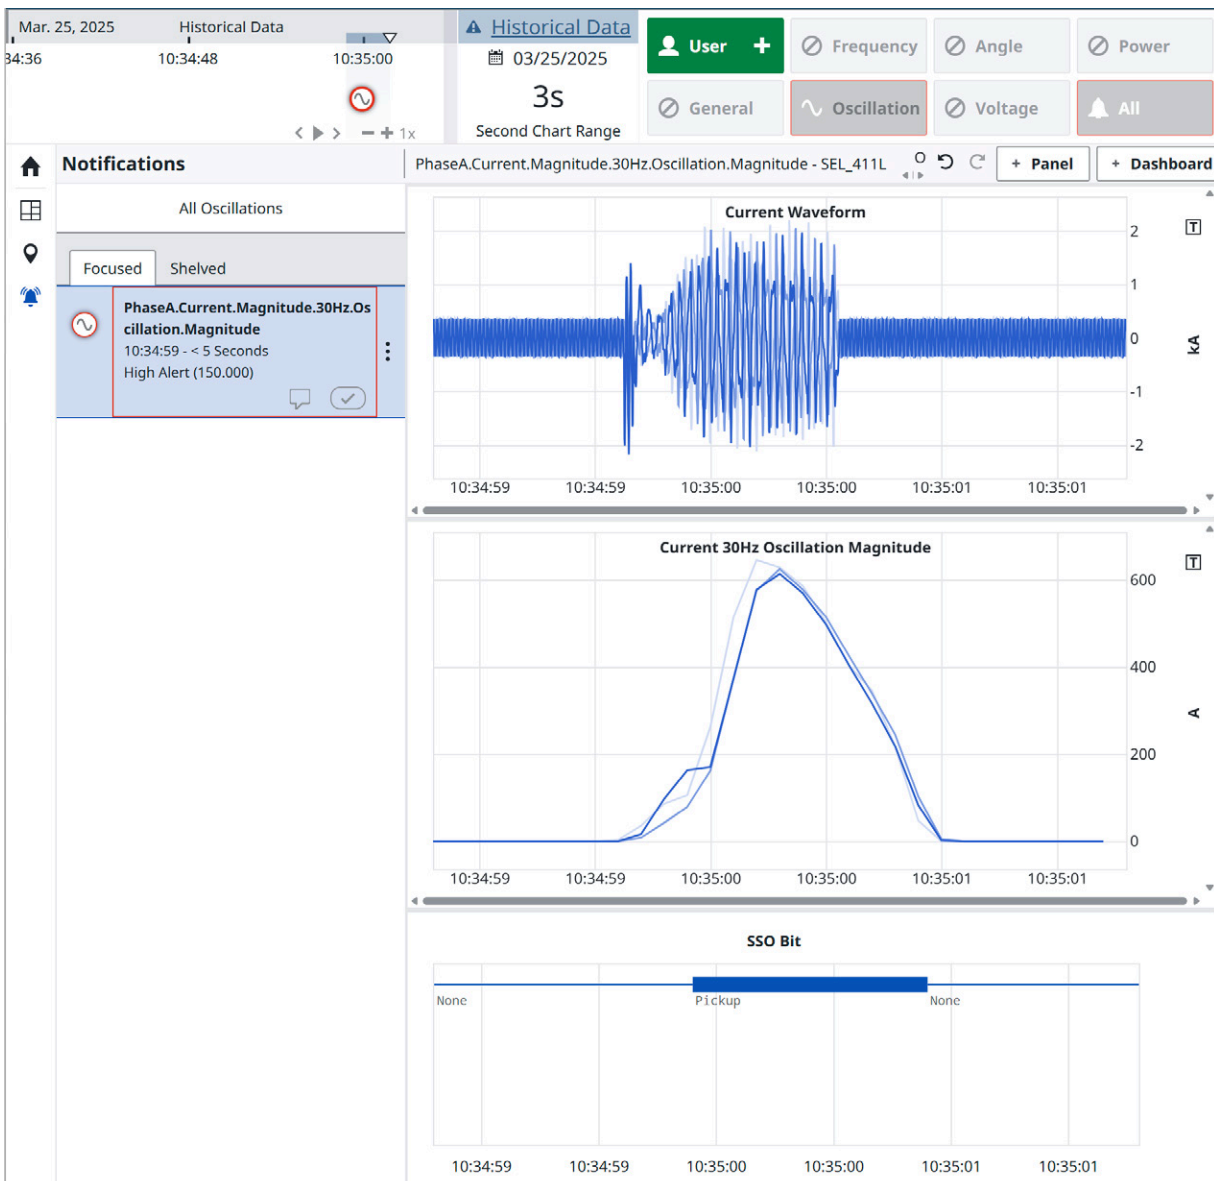 Mar. 25, 2025
Historical Data
34:36
10:34:48
10:35:00
1x
Historical Data
03/25/2025
3s
Second Chart Range
User +
Frequency
Angle
Power
General
Oscillation
Voltage
All
Notifications
PhaseA.Current.Magnitude.30Hz.Oscillation.Magnitude - SEL_411L
+ Panel
+ Dashboard
All Oscillations
Focused
Shelved
PhaseA.Current.Magnitude.30Hz.Os
cillation.Magnitude
10:34:59 - < 5 Seconds
High Alert (150.000)
Current Waveform
T
2
1
0
-1
-2
kA
10:34:59
10:34:59
10:35:00
10:35:00
10:35:01
10:35:01
Current 30Hz Oscillation Magnitude
T
600
400
200
0
A
10:34:59
10:34:59
10:35:00
10:35:00
10:35:01
10:35:01
SSO Bit
None
Pickup
None
10:34:59
10:34:59
10:35:00
10:35:00
10:35:01
10:35:01